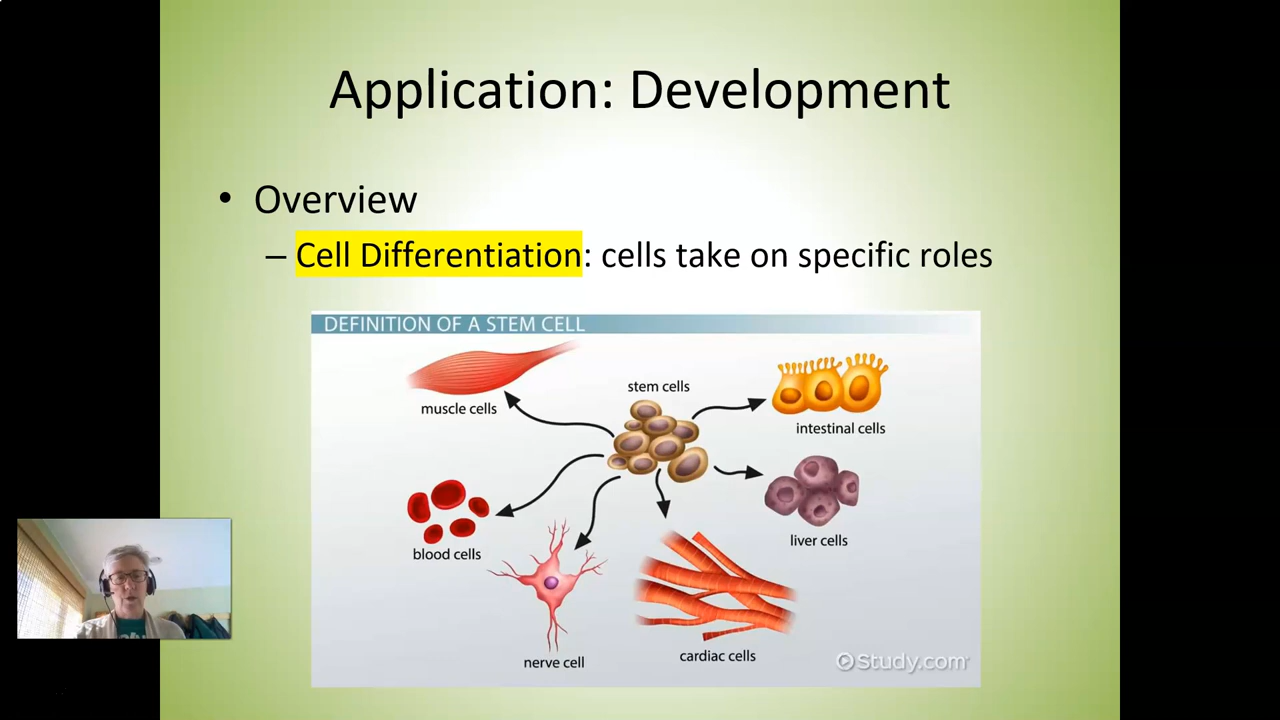 Application: Development
• Overview
– Cell Differentiation: cells take on specific roles
DEFINITION OF A STEM CELL
stem cells
muscle cells
intestinal cells
blood cells
liver cells
nerve cell
cardiac cells
Study.com